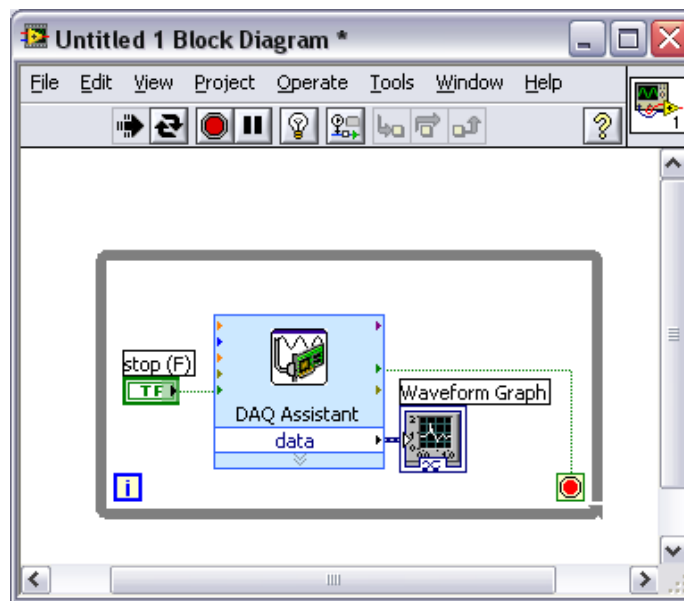 Untitled 1 Block Diagram *
File Edit View Project Operate Tools Window Help
1
stop (F)
TF
DAQ Assistant
data
Waveform Graph
i